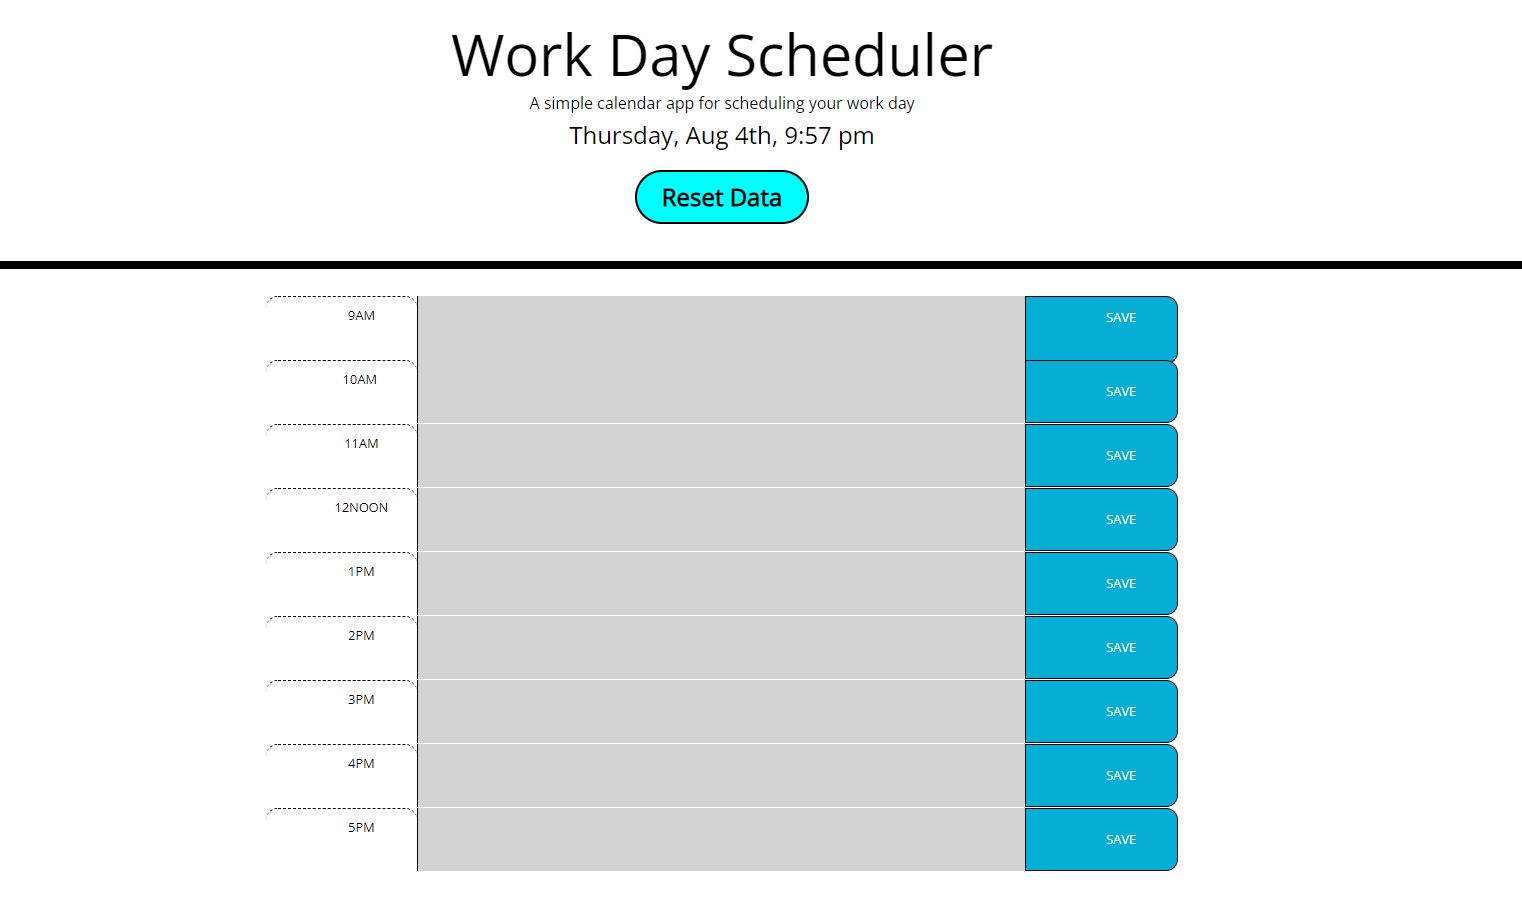 Work Day Scheduler
A simple calendar app for scheduling your work day
Thursday, Aug 4th, 9:57 pm
Reset Data
9AM SAVE
10AM SAVE
11AM SAVE
12NOON SAVE
1PM SAVE
2PM SAVE
3PM SAVE
4PM SAVE
5PM SAVE